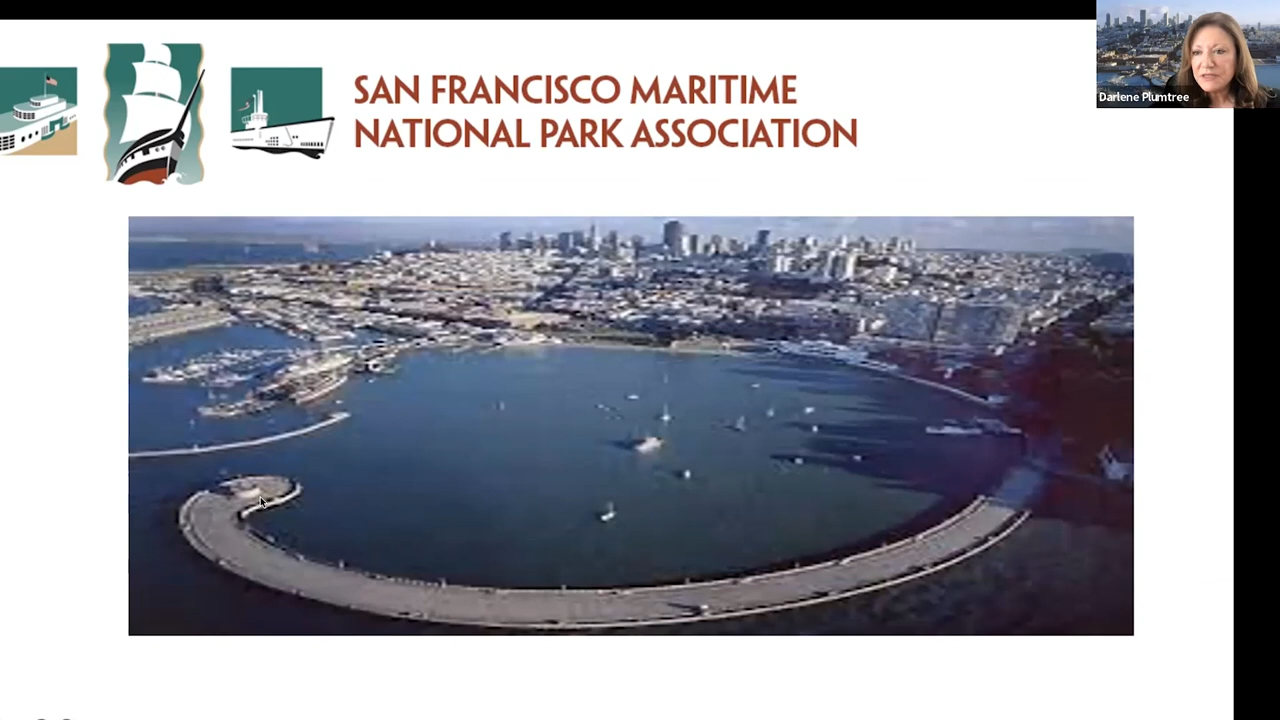 SAN FRANCISCO MARITIME
NATIONAL PARK ASSOCIATION
Darlene Plumtree